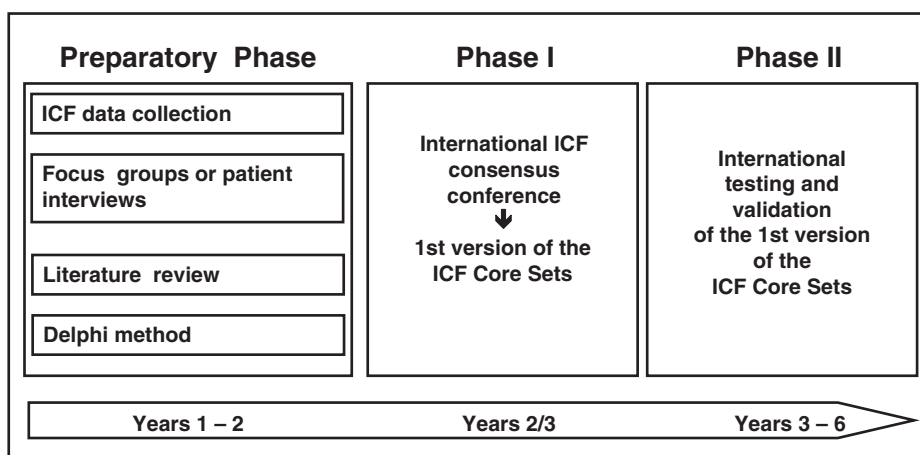 Preparatory Phase
ICF data collection
Focus groups or patient
interviews
Literature review
Delphi method
Phase I
International ICF
consensus
conference
1st version of the
ICF Core Sets
Phase II
International
testing and
validation
of the 1st version
of the
ICF Core Sets
Years 1 – 2
Years 2/3
Years 3 – 6